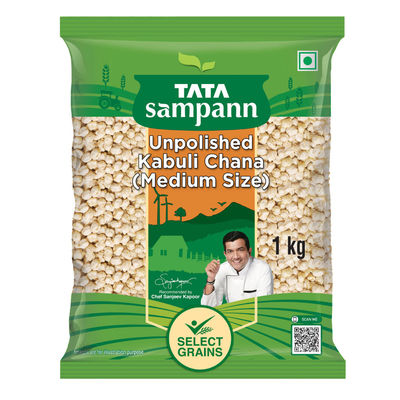 TATA
sampann
Unpolished
Kabuli Chana
(Medium Size)
1 kg
Recommended by
Chef Sanjeev Kapoor
SCAN ME
SELECT
GRAINS